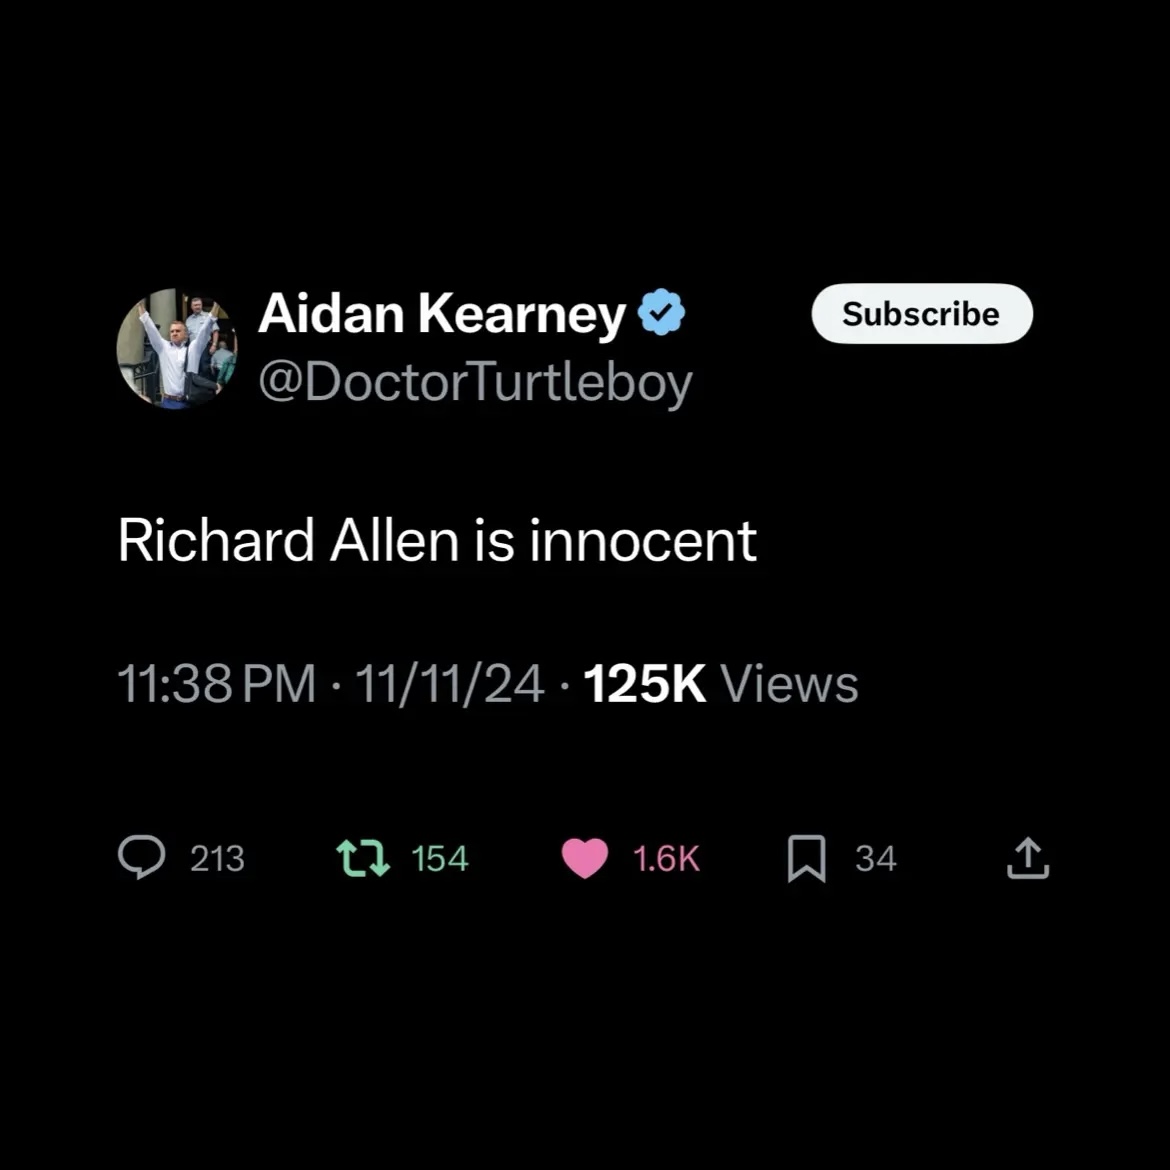 Aidan Kearney
Subscribe
@DoctorTurtleboy
Richard Allen is innocent
11:38 PM · 11/11/24 · 125K Views
213 154 1.6K 34